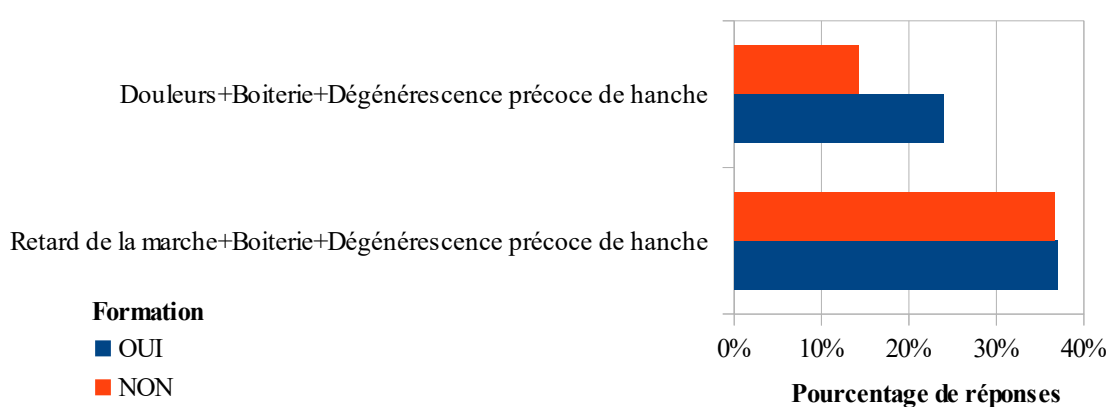 Douleurs+Boiterie+Dégénérescence précoce de hanche
Retard de la marche+Boiterie+Dégénérescence précoce de hanche
Formation
OUI
NON
0% 10% 20% 30% 40%
Pourcentage de réponses